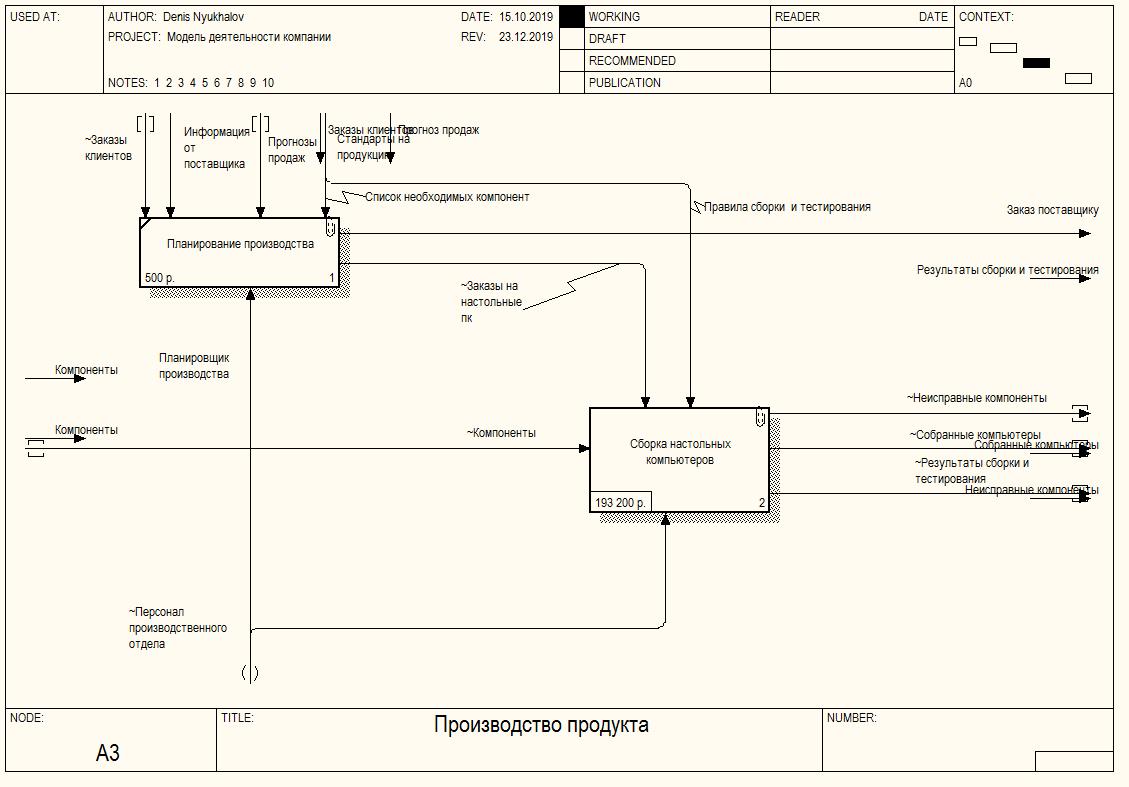 USED AT:
AUTHOR: Denis Nyukhalov
DATE: 15.10.2019
WORKING
READER
DATE
CONTEXT:
PROJECT: Модель деятельности компании
REV: 23.12.2019
DRAFT
RECOMMENDED
NOTES: 1 2 3 4 5 6 7 8 9 10
PUBLICATION
A0
~Заказы
клиентов
Информация
от
поставщика
Прогнозы
продаж
Заказы клиентов
Прогноз продаж
Стандарты на
продукцию
Список необходимых компонент
Правила сборки и тестирования
Заказ поставщику
Планирование производства
500 р.
1
Результаты сборки и тестирования
~Заказы на
настольные
пк
Планировщик
производства
Компоненты
Компоненты
~Компоненты
~Неисправные компоненты
Сборка настольных
компьютеров
193 200 р.
2
~Собранные компьютеры
Собранные компьютеры
~Результаты сборки и
тестирования
Неисправные компоненты
~Персонал
производственного
отдела
NODE:
A3
TITLE:
Производство продукта
NUMBER: